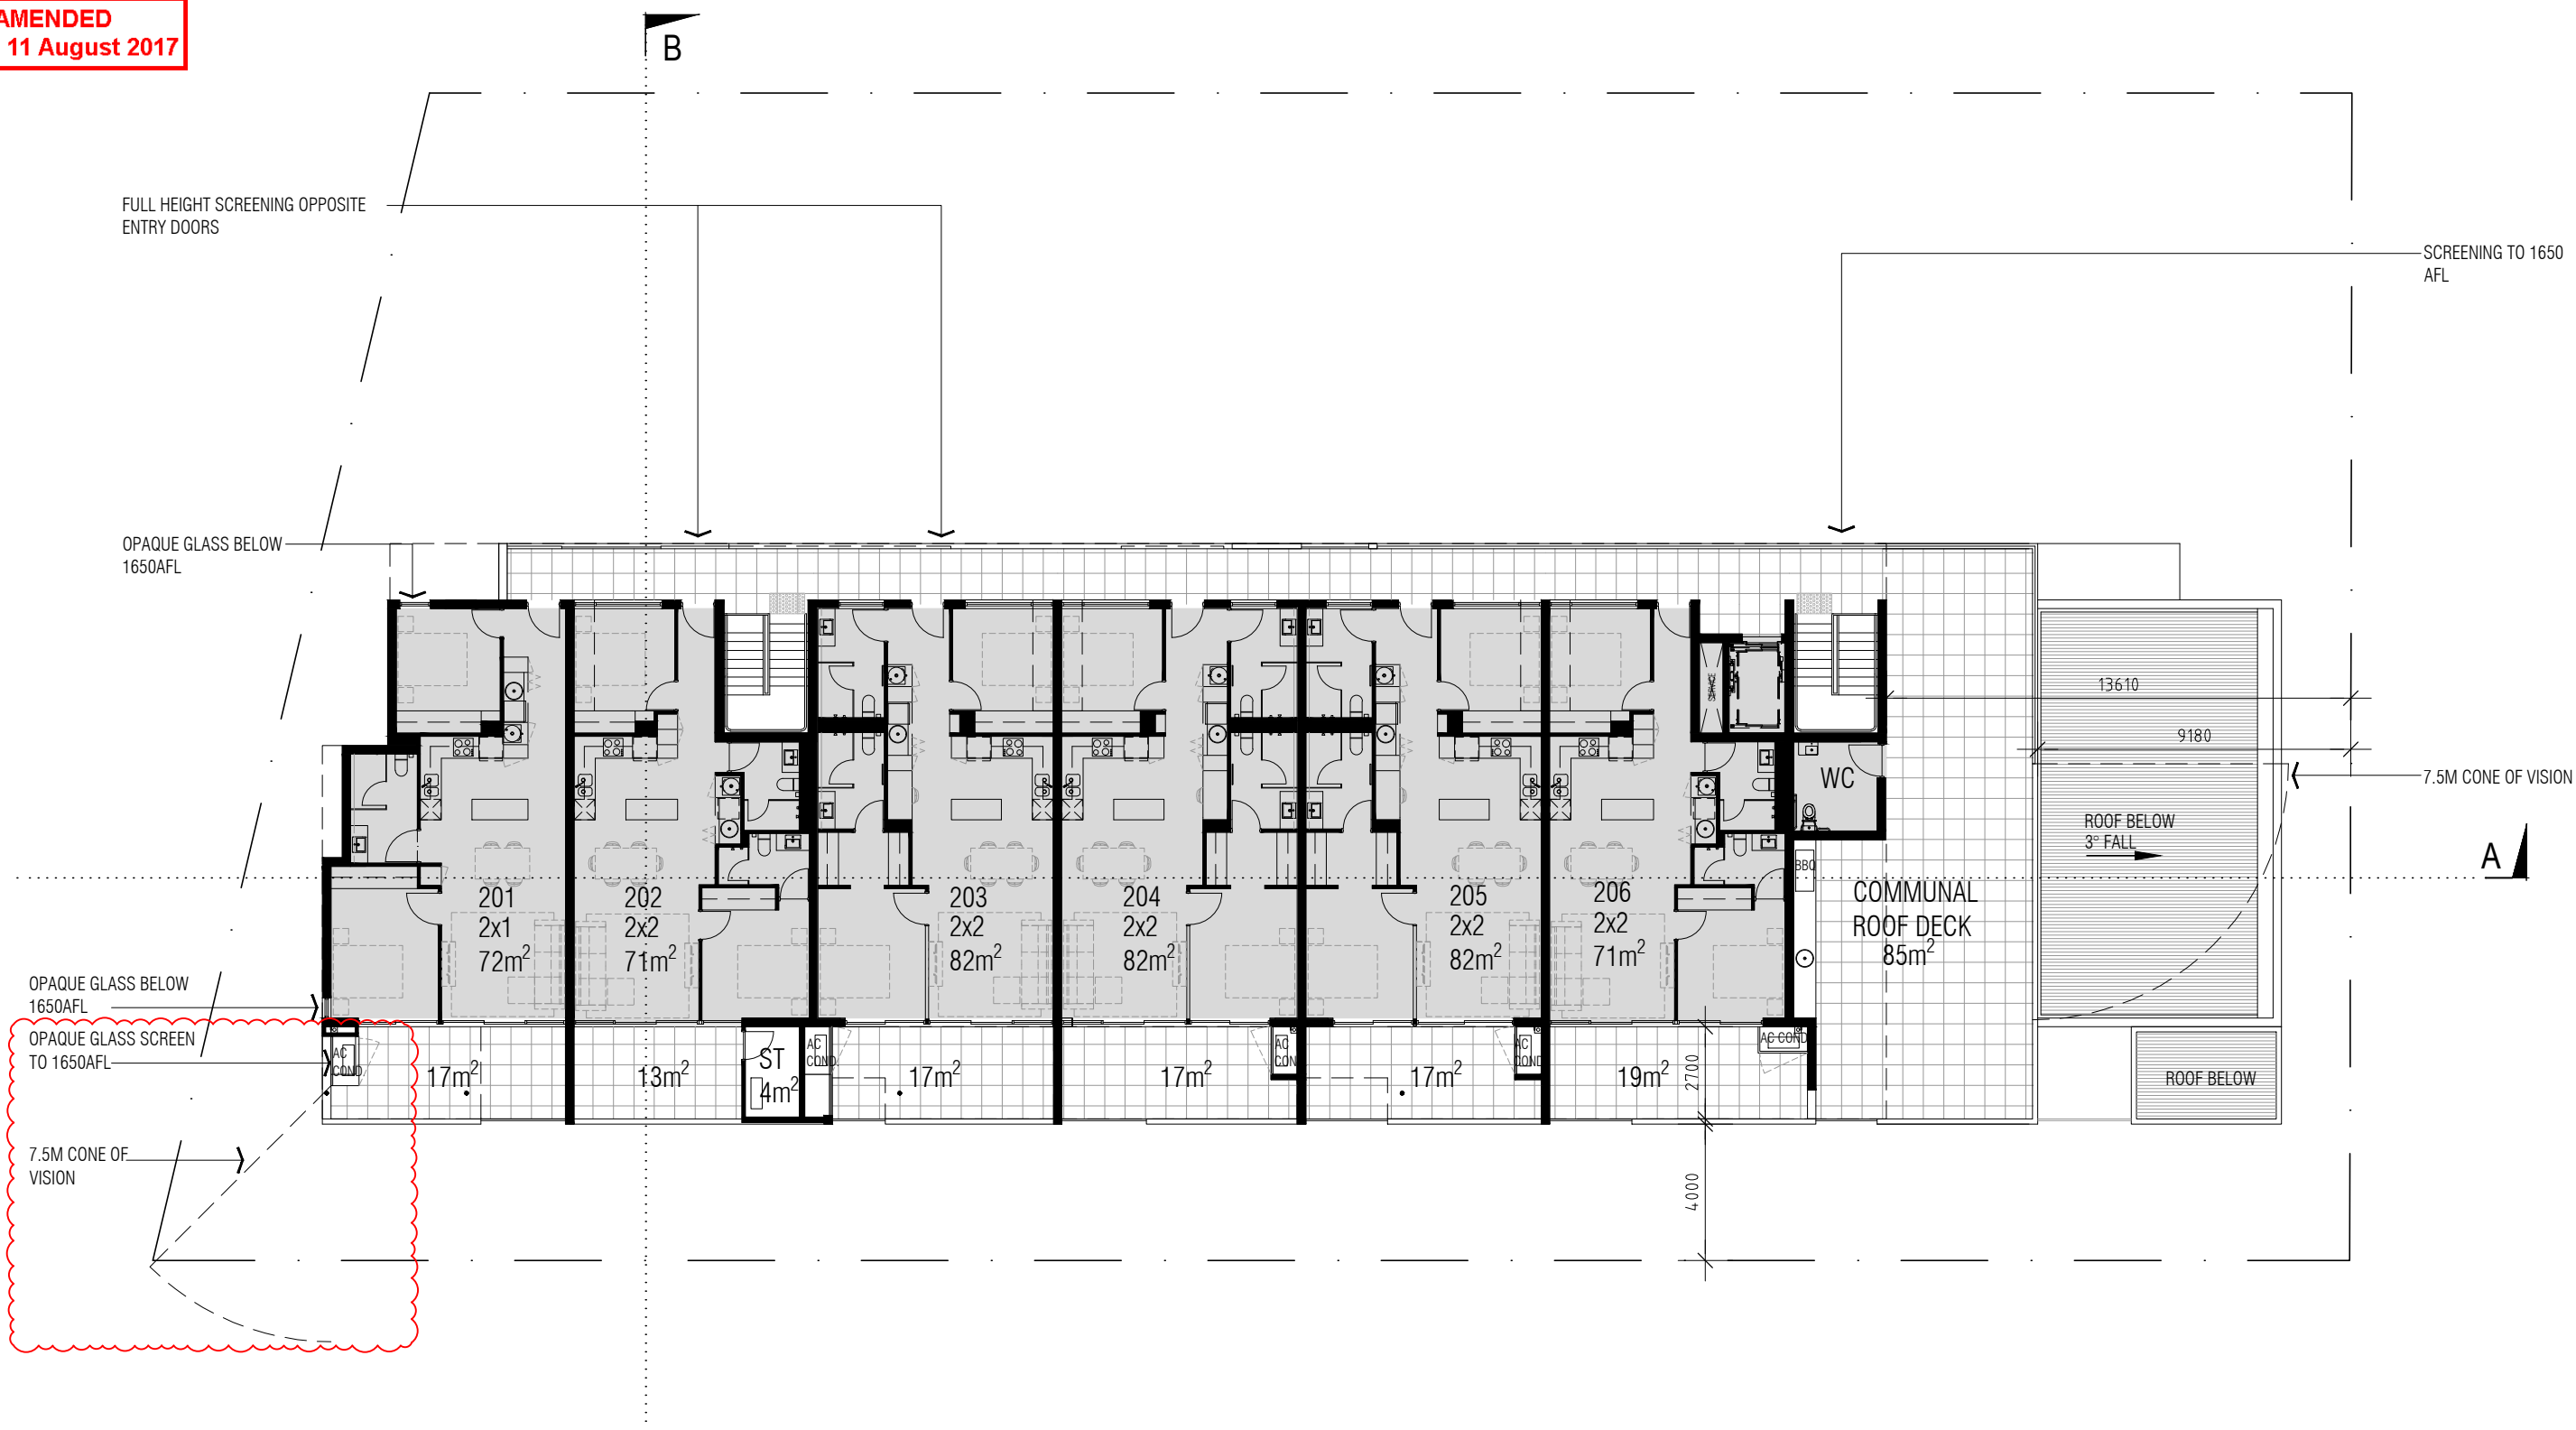 AMENDED
11 August 2017
B
FULL HEIGHT SCREENING OPPOSITE
ENTRY DOORS
SCREENING TO 1650
AFL
OPAQUE GLASS BELOW
1650AFL
SERVICE
13610
9180
7.5M CONE OF VISION
WC
ROOF BELOW
3° FALL
A
BBQ
COMMUNAL
ROOF DECK
85m²
201
2x1
72m²
202
2x2
71m²
203
2x2
82m²
204
2x2
82m²
205
2x2
82m²
206
2x2
71m²
OPAQUE GLASS BELOW
1650AFL
OPAQUE GLASS SCREEN
TO 1650AFL
AC
COND
17m²
13m²
ST
4m²
AC
COND
17m²
17m²
AC
CON
17m²
AC
COND
19m²
AC COND
2700
ROOF BELOW
7.5M CONE OF
VISION
4000